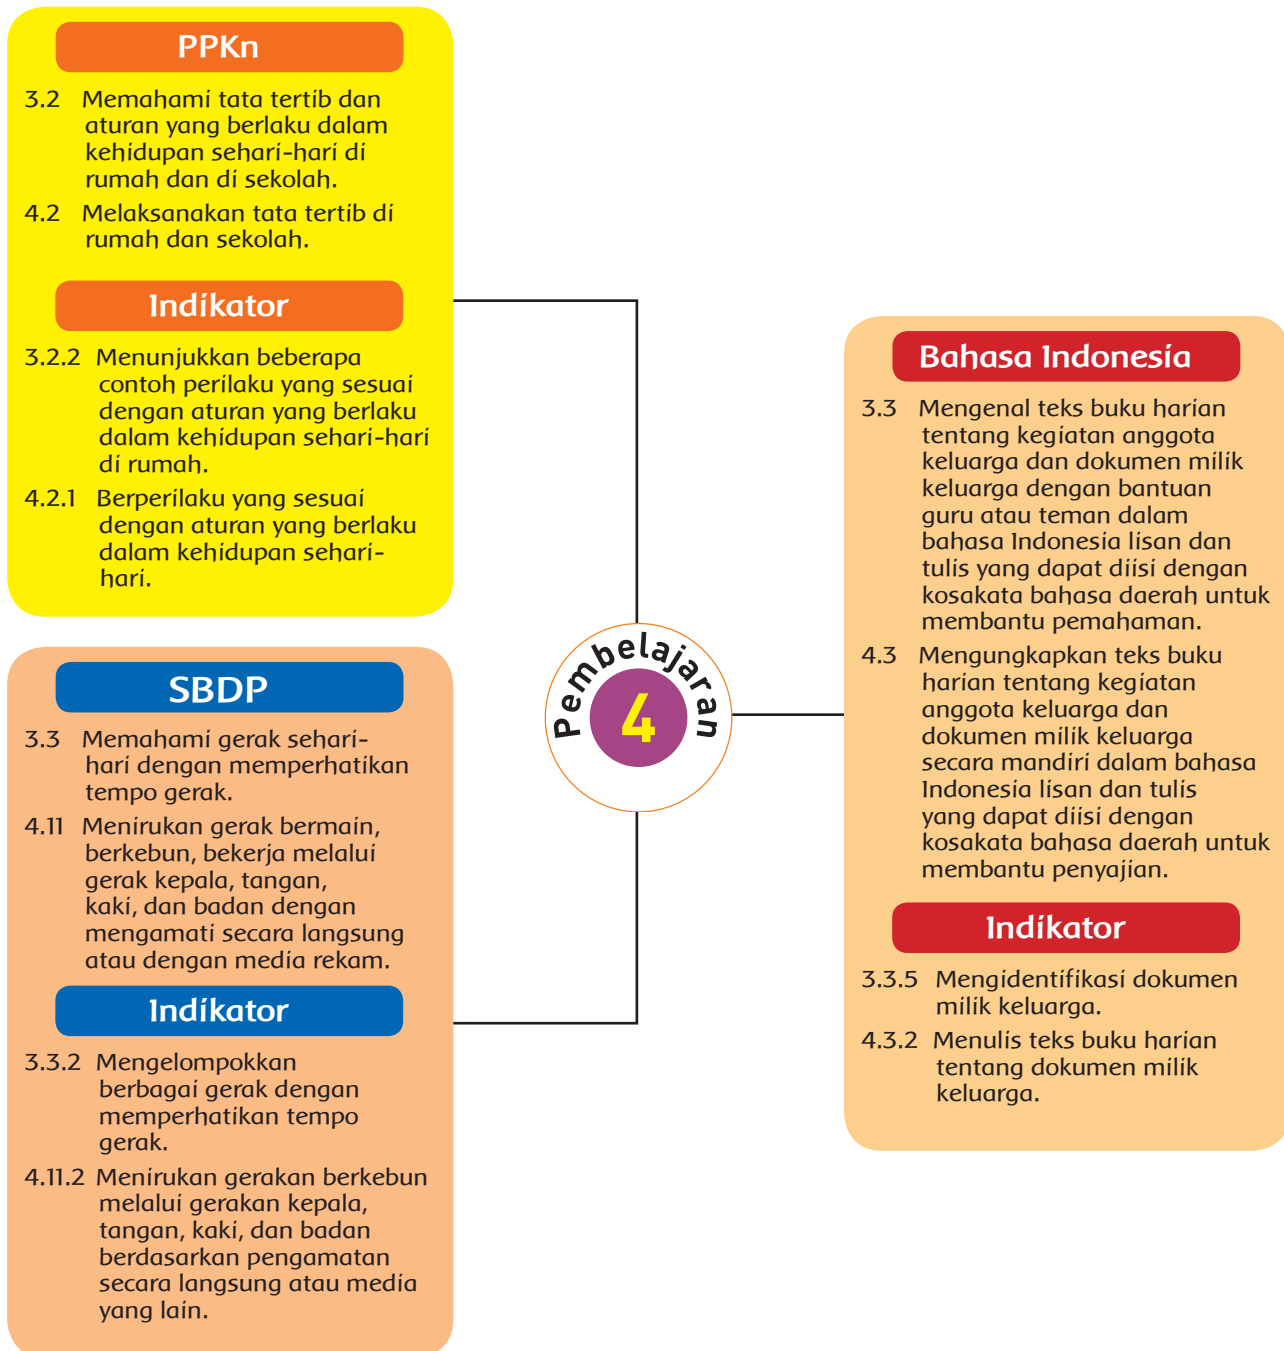 PPKn
3.2 Memahami tata tertib dan
aturan yang berlaku dalam
kehidupan sehari-hari di
rumah dan di sekolah.
4.2 Melaksanakan tata tertib di
rumah dan sekolah.
Indikator
3.2.2 Menunjukkan beberapa
contoh perilaku yang sesuai
dengan aturan yang berlaku
dalam kehidupan sehari-hari
di rumah.
4.2.1 Berperilaku yang sesuai
dengan aturan yang berlaku
dalam kehidupan sehari-
hari.
SBDP
3.3 Memahami gerak sehari-
hari dengan memperhatikan
tempo gerak.
4.11 Menirukan gerak bermain,
berkebun, bekerja melalui
gerak kepala, tangan,
kaki, dan badan dengan
mengamati secara langsung
atau dengan media rekam.
Indikator
3.3.2 Mengelompokkan
berbagai gerak dengan
memperhatikan tempo
gerak.
4.11.2 Menirukan gerakan berkebun
melalui gerakan kepala,
tangan, kaki, dan badan
berdasarkan pengamatan
secara langsung atau media
yang lain.
Pembelajaran
4
Bahasa Indonesia
3.3 Mengenal teks buku harian
tentang kegiatan anggota
keluarga dan dokumen milik
keluarga dengan bantuan
guru atau teman dalam
bahasa Indonesia lisan dan
tulis yang dapat diisi dengan
kosakata bahasa daerah untuk
membantu pemahaman.
4.3 Mengungkapkan teks buku
harian tentang kegiatan
anggota keluarga dan
dokumen milik keluarga
secara mandiri dalam bahasa
Indonesia lisan dan tulis
yang dapat diisi dengan
kosakata bahasa daerah untuk
membantu penyajian.
Indikator
3.3.5 Mengidentifikasi dokumen
milik keluarga.
4.3.2 Menulis teks buku harian
tentang dokumen milik
keluarga.